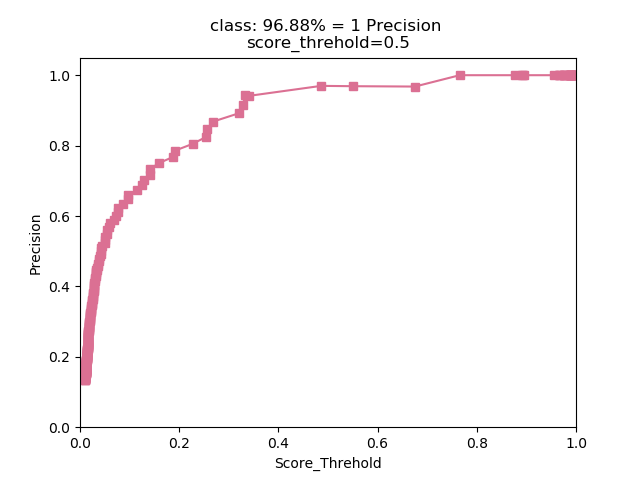 class: 96.88% = 1 Precision
score_threhold=0.5
1.0
0.8
0.6
0.4
0.2
0.0
Precision
0.0 0.2 0.4 0.6 0.8 1.0
Score_Threhold